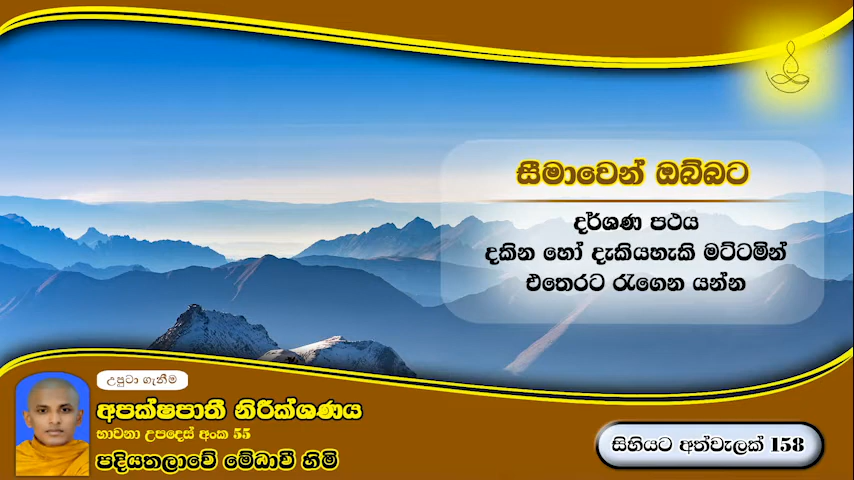 සීමාවෙන් ඔබ්බට
දර්ශණ පථය
දකින හෝ දැකියහැකි මට්ටමින්
එතෙරට රැගෙන යන්න
උපුටා ගැනීම
අපක්ෂපාතී නිරීක්ශණය
භාවනා උපදෙස් අංක 55
පදියතලාවේ මේධාවී හිමි
සිහියට අත්වැලක් 158